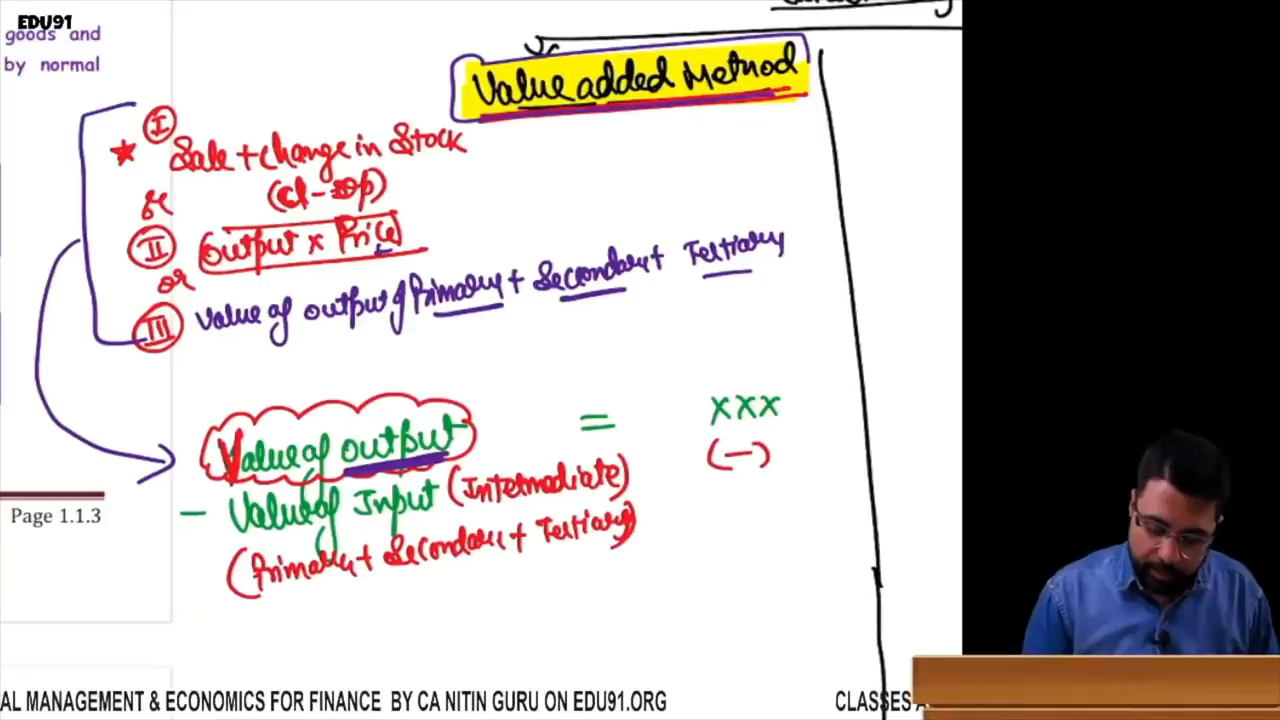 EDU91
goods and
by normal
Value added Method
I
★ Sale + change in Stock
or (cl - op)
II Output × Price
or
III Value of output of Primary + Secondary + Tertiary
Value of output = xxx
- Value of Input (Intermediate) (-)
(Primary + Secondary + Tertiary)
Page 1.1.3
AL MANAGEMENT & ECONOMICS FOR FINANCE BY CA NITIN GURU ON EDU91.ORG
CLASSES A